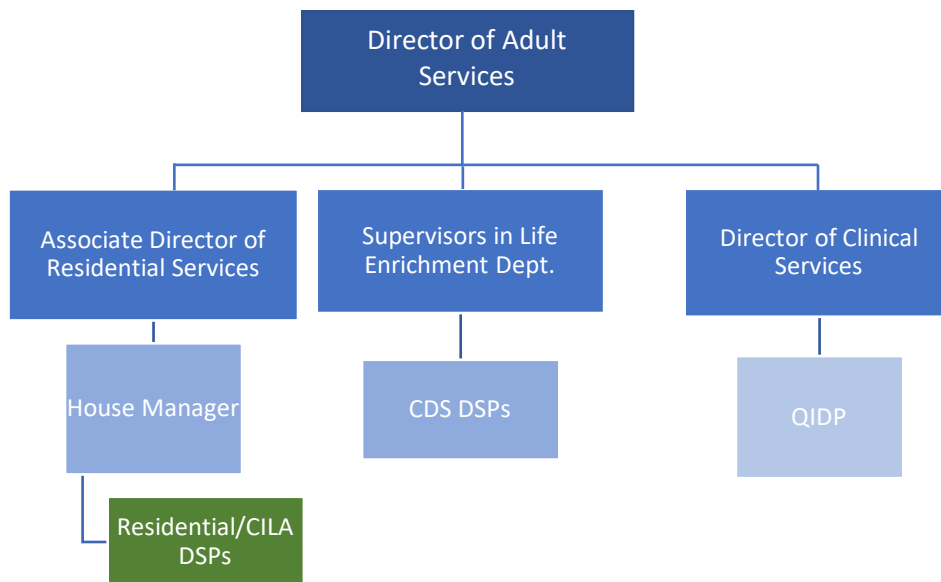 Director of Adult
Services
Associate Director of
Residential Services
Supervisors in Life
Enrichment Dept.
Director of Clinical
Services
House Manager
CDS DSPs
QIDP
Residential/CILA
DSPs